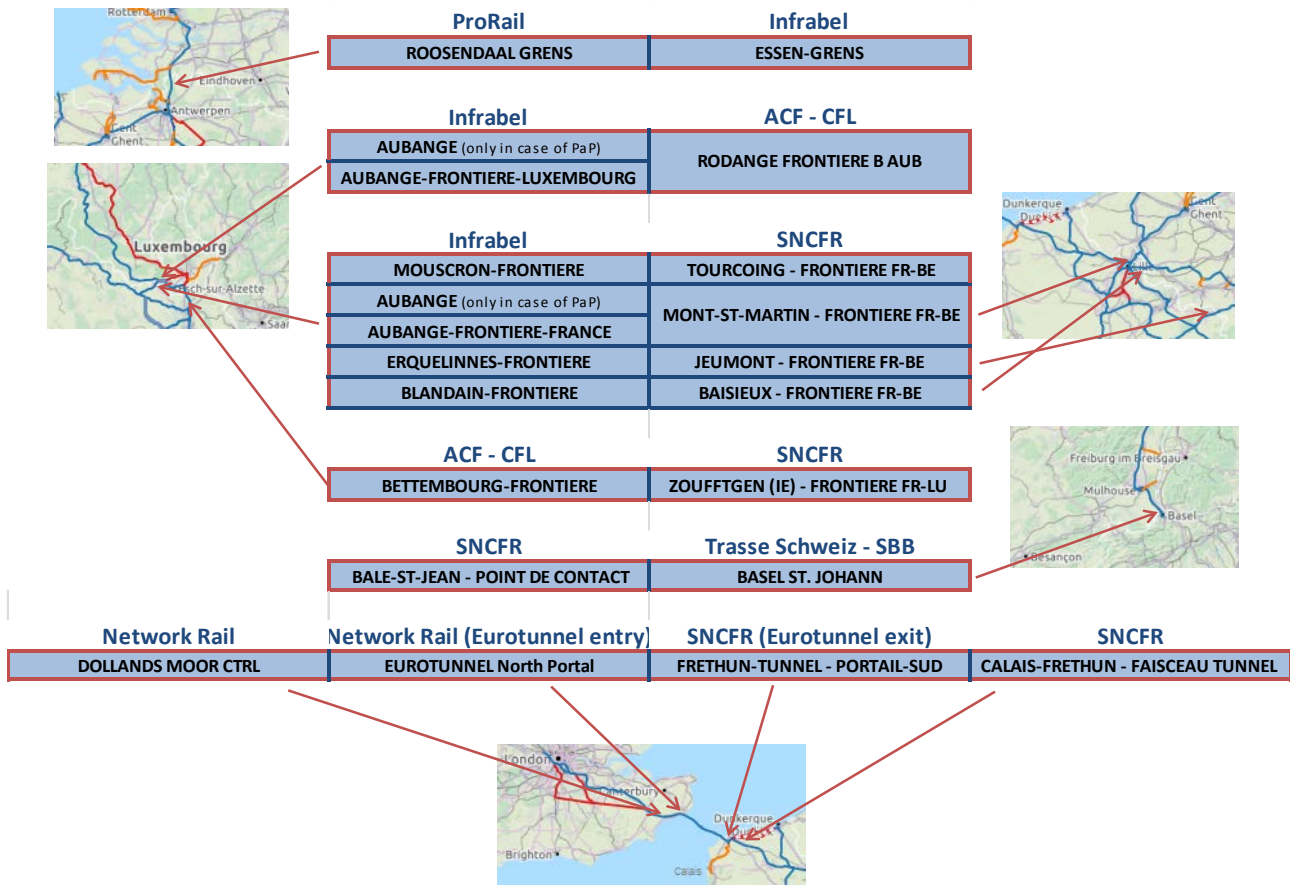 ProRail Infrabel
ROOSENDAAL GRENS ESSEN-GRENS
Rotterdam
Eindhoven
Antwerpen
Gent
Ghent
Infrabel ACF - CFL
AUBANGE (only in case of PaP)
RODANGE FRONTIERE B AUB
AUBANGE-FRONTIERE-LUXEMBOURG
Luxembourg
Esch-sur-Alzette
Saar
Dunkerque
Gent
Ghent
Lille
Infrabel SNCFR
MOUSCRON-FRONTIERE TOURCOING - FRONTIERE FR-BE
AUBANGE (only in case of PaP)
MONT-ST-MARTIN - FRONTIERE FR-BE
AUBANGE-FRONTIERE-FRANCE
ERQUELINNES-FRONTIERE JEUMONT - FRONTIERE FR-BE
BLANDAIN-FRONTIERE BAISIEUX - FRONTIERE FR-BE
ACF - CFL SNCFR
BETTEMBOURG-FRONTIERE ZOUFFTGEN (IE) - FRONTIERE FR-LU
Freiburg im Breisgau
Mulhouse
Basel
Besançon
SNCFR Trasse Schweiz - SBB
BALE-ST-JEAN - POINT DE CONTACT BASEL ST. JOHANN
Network Rail Network Rail (Eurotunnel entry) SNCFR (Eurotunnel exit) SNCFR
DOLLANDS MOOR CTRL EUROTUNNEL North Portal FRETHUN-TUNNEL - PORTAIL-SUD CALAIS-FRETHUN - FAISCEAU TUNNEL
London
Canterbury
Dunkerque
Brighton
Calais